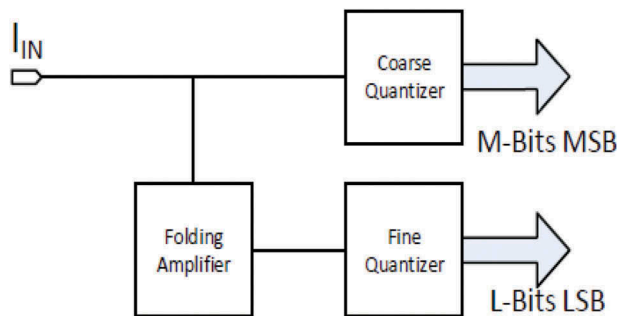 I_IN
Coarse
Quantizer
M-Bits MSB
Folding
Amplifier
Fine
Quantizer
L-Bits LSB